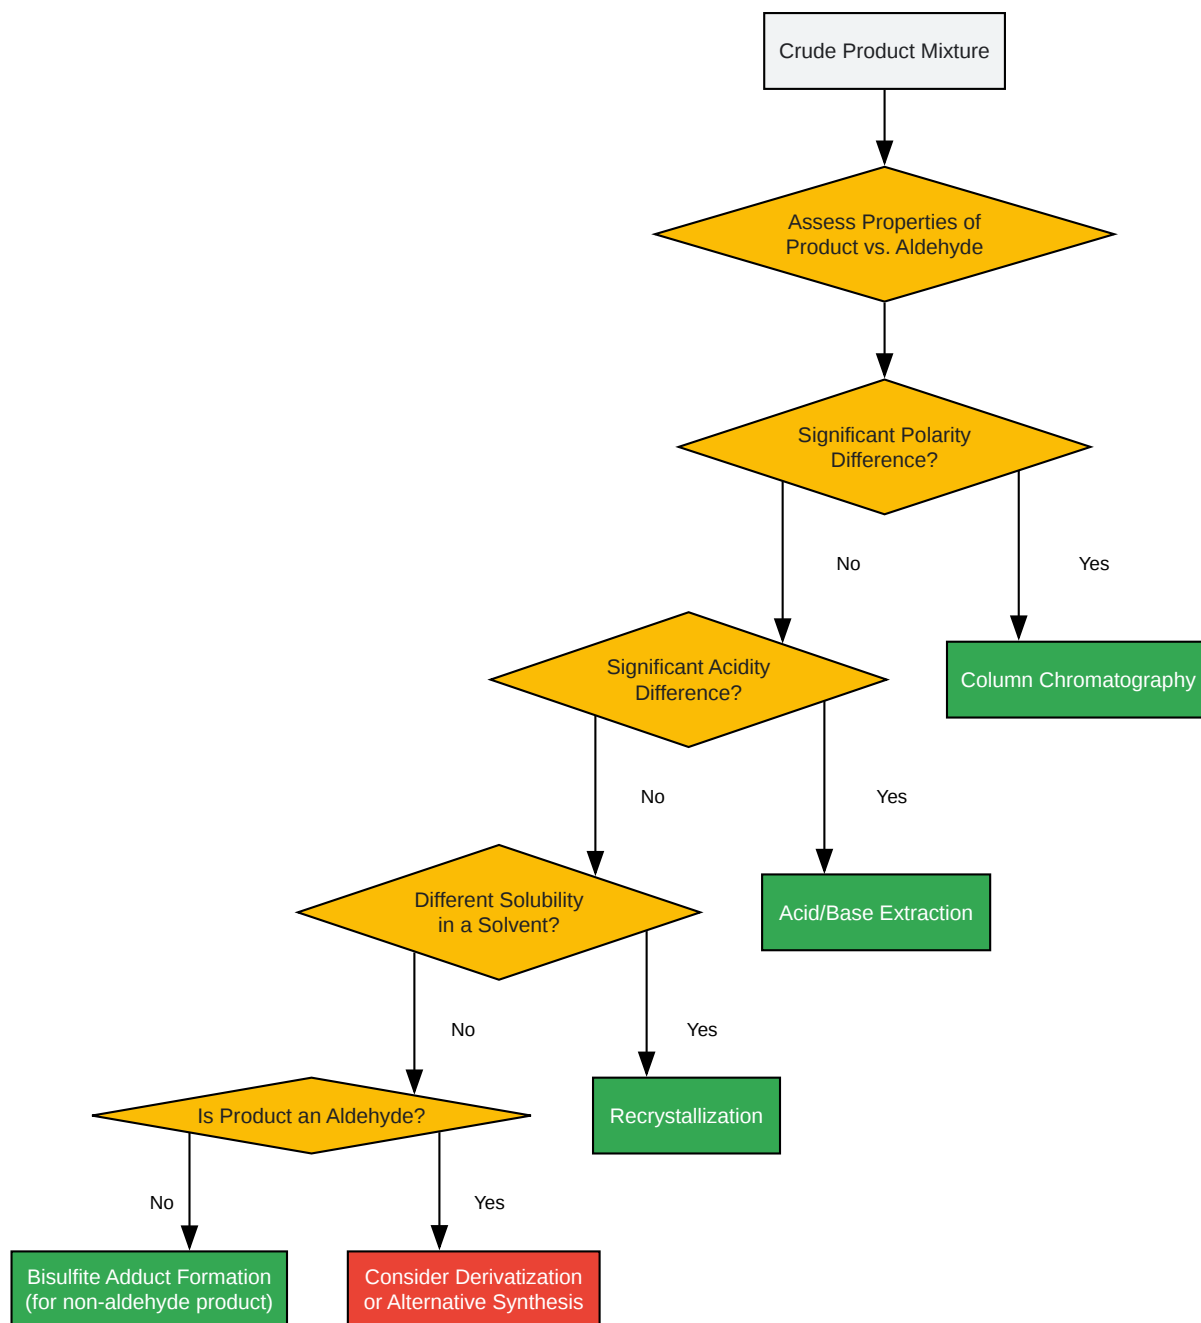 Crude Product Mixture
Assess Properties of
Product vs. Aldehyde
Significant Polarity
Difference?
No
Yes
Significant Acidity
Difference?
Column Chromatography
No
Yes
Different Solubility
in a Solvent?
Acid/Base Extraction
No
Yes
Is Product an Aldehyde?
Recrystallization
No
Yes
Bisulfite Adduct Formation
(for non-aldehyde product)
Consider Derivatization
or Alternative Synthesis